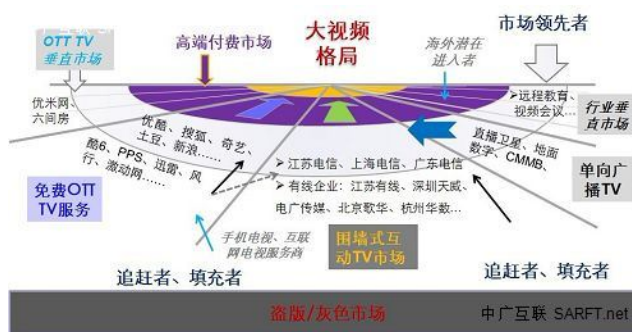 大视频
格局
OTT TV
垂直市场
高端付费市场
海外潜在
进入者
市场领先者
优米网、
六间房
优酷、搜狐、奇艺、
土豆、新浪……
酷6、PPS、迅雷、风
行、激动网……
➢远程教育、
视频会议…
行业垂
直市场
直播卫星、地面
数字、CMMB、
单向广
播TV
免费OTT
TV服务
➢江苏电信、上海电信、广东电信
➢有线企业：江苏有线、深圳天威、
电广传媒、北京歌华、杭州华数…
手机电视、互联
网电视服务商
围墙式互
动TV市场
追赶者、填充者
追赶者、填充者
盗版/灰色市场
中广互联 SARFT.net